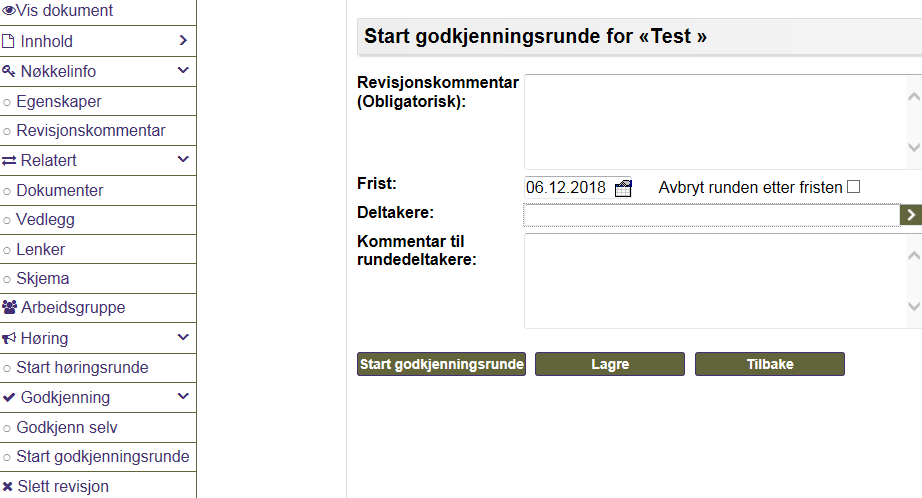 Vis dokument
Innhold
Nøkkelinfo
Egenskaper
Revisjonskommentar
Relatert
Dokumenter
Vedlegg
Lenker
Skjema
Arbeidsgruppe
Høring
Start høringsrunde
Godkjenning
Godkjenn selv
Start godkjenningsrunde
Slett revisjon
Start godkjenningsrunde for «Test »
Revisjonskommentar
(Obligatorisk):
Frist:
06.12.2018 Avbryt runden etter fristen
Deltakere:
Kommentar til
rundedeltakere:
Start godkjenningsrunde Lagre Tilbake